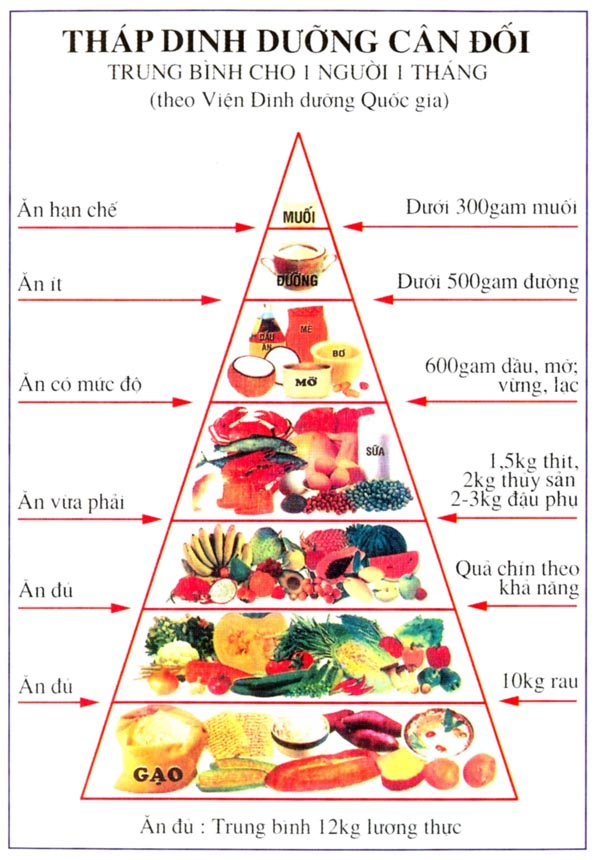 THÁP DINH DƯỠNG CÂN ĐỐI
TRUNG BÌNH CHO 1 NGƯỜI 1 THÁNG
(theo Viện Dinh dưỡng Quốc gia)
Ăn hạn chế
MUỐI
Dưới 300gam muối
Ăn ít
ĐƯỜNG
Dưới 500gam đường
DẦU
ĂN
MÈ
BƠ
MỠ
Ăn có mức độ
600gam dầu, mỡ;
vừng, lạc
SỮA
Ăn vừa phải
1,5kg thịt,
2kg thủy sản
2-3kg đậu phụ
Ăn đủ
Quả chín theo
khả năng
Ăn đủ
10kg rau
GẠO
Ăn đủ : Trung bình 12kg lương thực